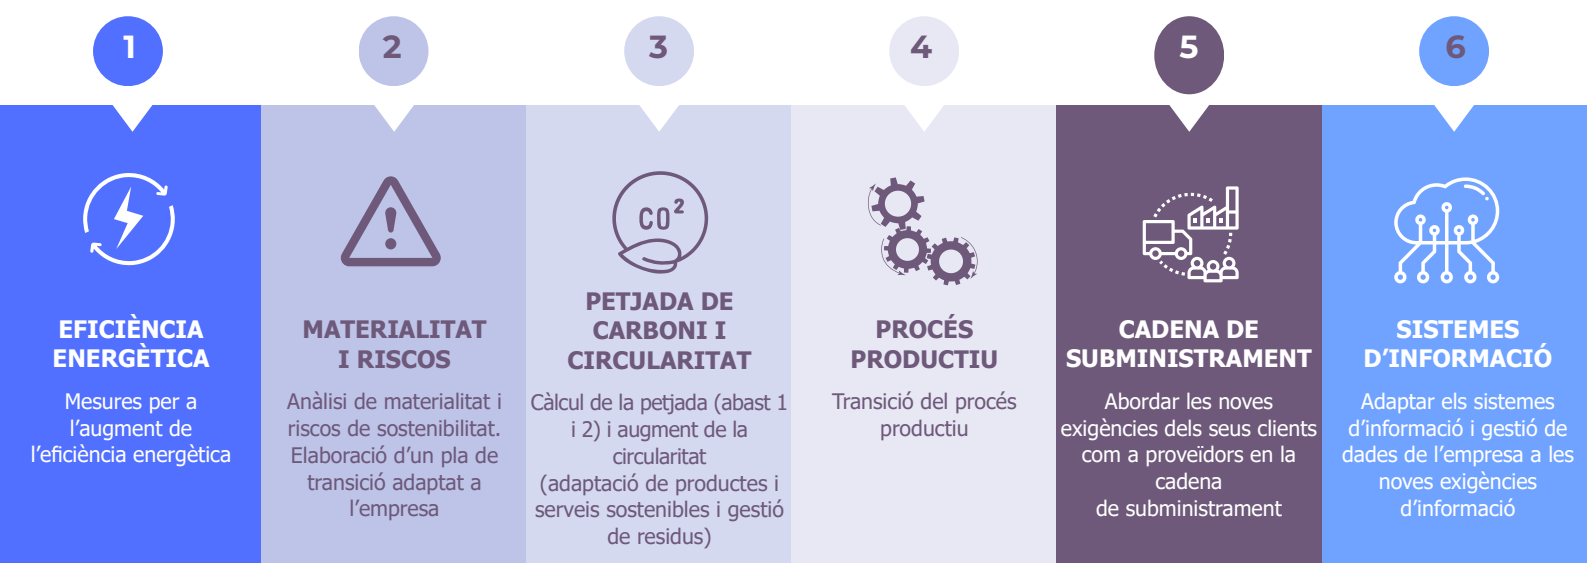 1
EFICIÈNCIA
ENERGÈTICA
Mesures per a
l’augment de
l’eficiència energètica
2
MATERIALITAT
I RISCOS
Anàlisi de materialitat i
riscos de sostenibilitat.
Elaboració d’un pla de
transició adaptat a
l’empresa
3
CO²
PETJADA DE
CARBONI I
CIRCULARITAT
Càlcul de la petjada (abast 1
i 2) i augment de la
circularitat
(adaptació de productes i
serveis sostenibles i gestió
de residus)
4
PROCÉS
PRODUCTIU
Transició del procés
productiu
5
CADENA DE
SUBMINISTRAMENT
Abordar les noves
exigències dels seus clients
com a proveïdors en la
cadena
de subministrament
6
SISTEMES
D’INFORMACIÓ
Adaptar els sistemes
d’informació i gestió de
dades de l’empresa a les
noves exigències
d’informació